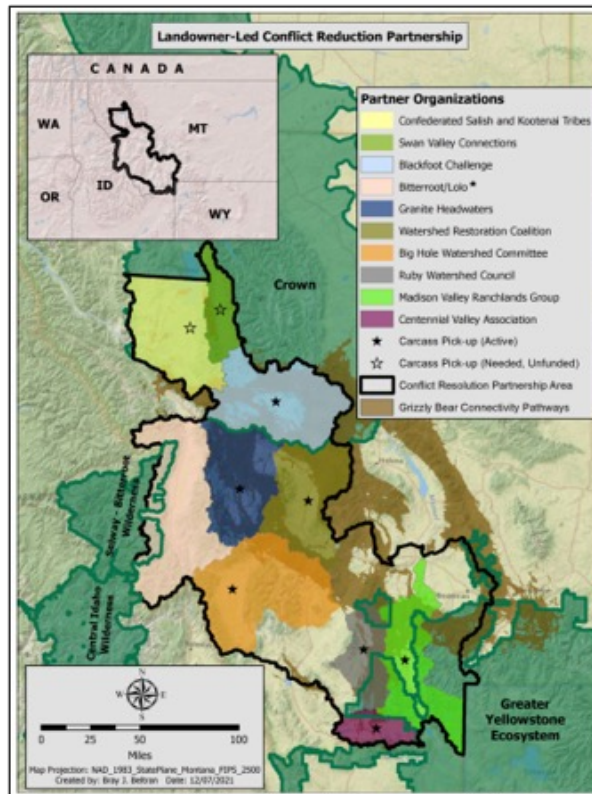 Landowner-Led Conflict Reduction Partnership
CANADA
WA
MT
OR
ID
WY
Partner Organizations
Confederated Salish and Kootenai Tribes
Swan Valley Connections
Blackfoot Challenge
Bitterroot/Lolo★
Granite Headwaters
Watershed Restoration Coalition
Big Hole Watershed Committee
Ruby Watershed Council
Madison Valley Ranchlands Group
Centennial Valley Association
★ Carcass Pick-up (Active)
☆ Carcass Pick-up (Needed, Unfunded)
Conflict Resolution Partnership Area
Grizzly Bear Connectivity Pathways
Crown
Selway - Bitterroot
Wilderness
Central Idaho
Wilderness
Greater
Yellowstone
Ecosystem
N
W E
S
0 25 50 100
Miles
Map Projection: NAD_1983_StatePlane_Montana_FIPS_2500
Created by: Bray J. Beltran Date: 12/07/2021